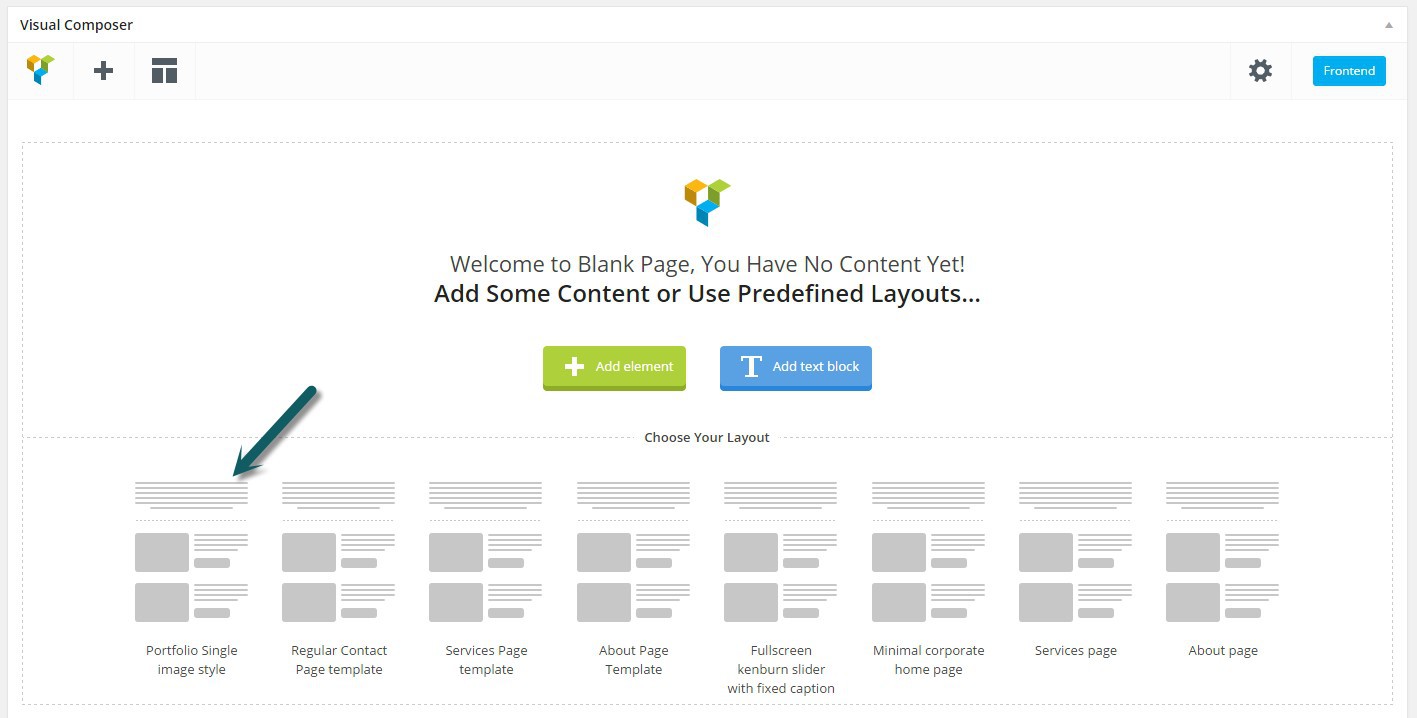 Visual Composer
Frontend
Welcome to Blank Page, You Have No Content Yet!
Add Some Content or Use Predefined Layouts...
Add element
Add text block
Choose Your Layout
Portfolio Single
image style
Regular Contact
Page template
Services Page
template
About Page
Template
Fullscreen
kenburn slider
with fixed caption
Minimal corporate
home page
Services page
About page